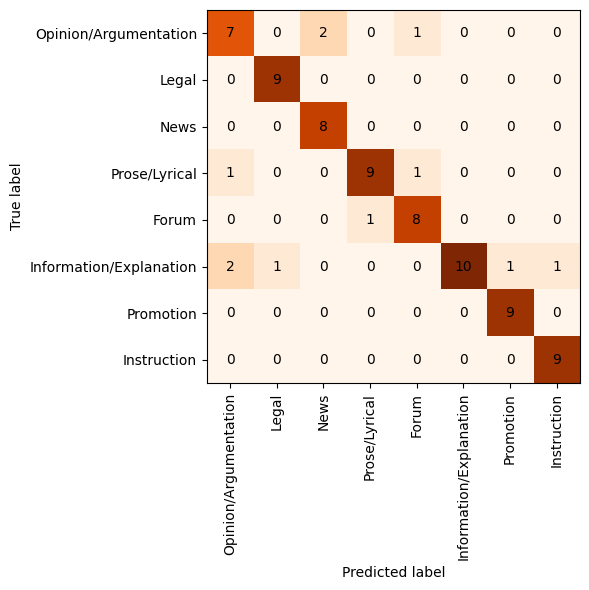 Opinion/Argumentation 7 0 2 0 1 0 0 0
Legal 0 9 0 0 0 0 0 0
News 0 0 8 0 0 0 0 0
Prose/Lyrical 1 0 0 9 1 0 0 0
Forum 0 0 0 1 8 0 0 0
Information/Explanation 2 1 0 0 0 10 1 1
Promotion 0 0 0 0 0 0 9 0
Instruction 0 0 0 0 0 0 0 9
True label
Opinion/Argumentation
Legal
News
Prose/Lyrical
Forum
Information/Explanation
Promotion
Instruction
Predicted label